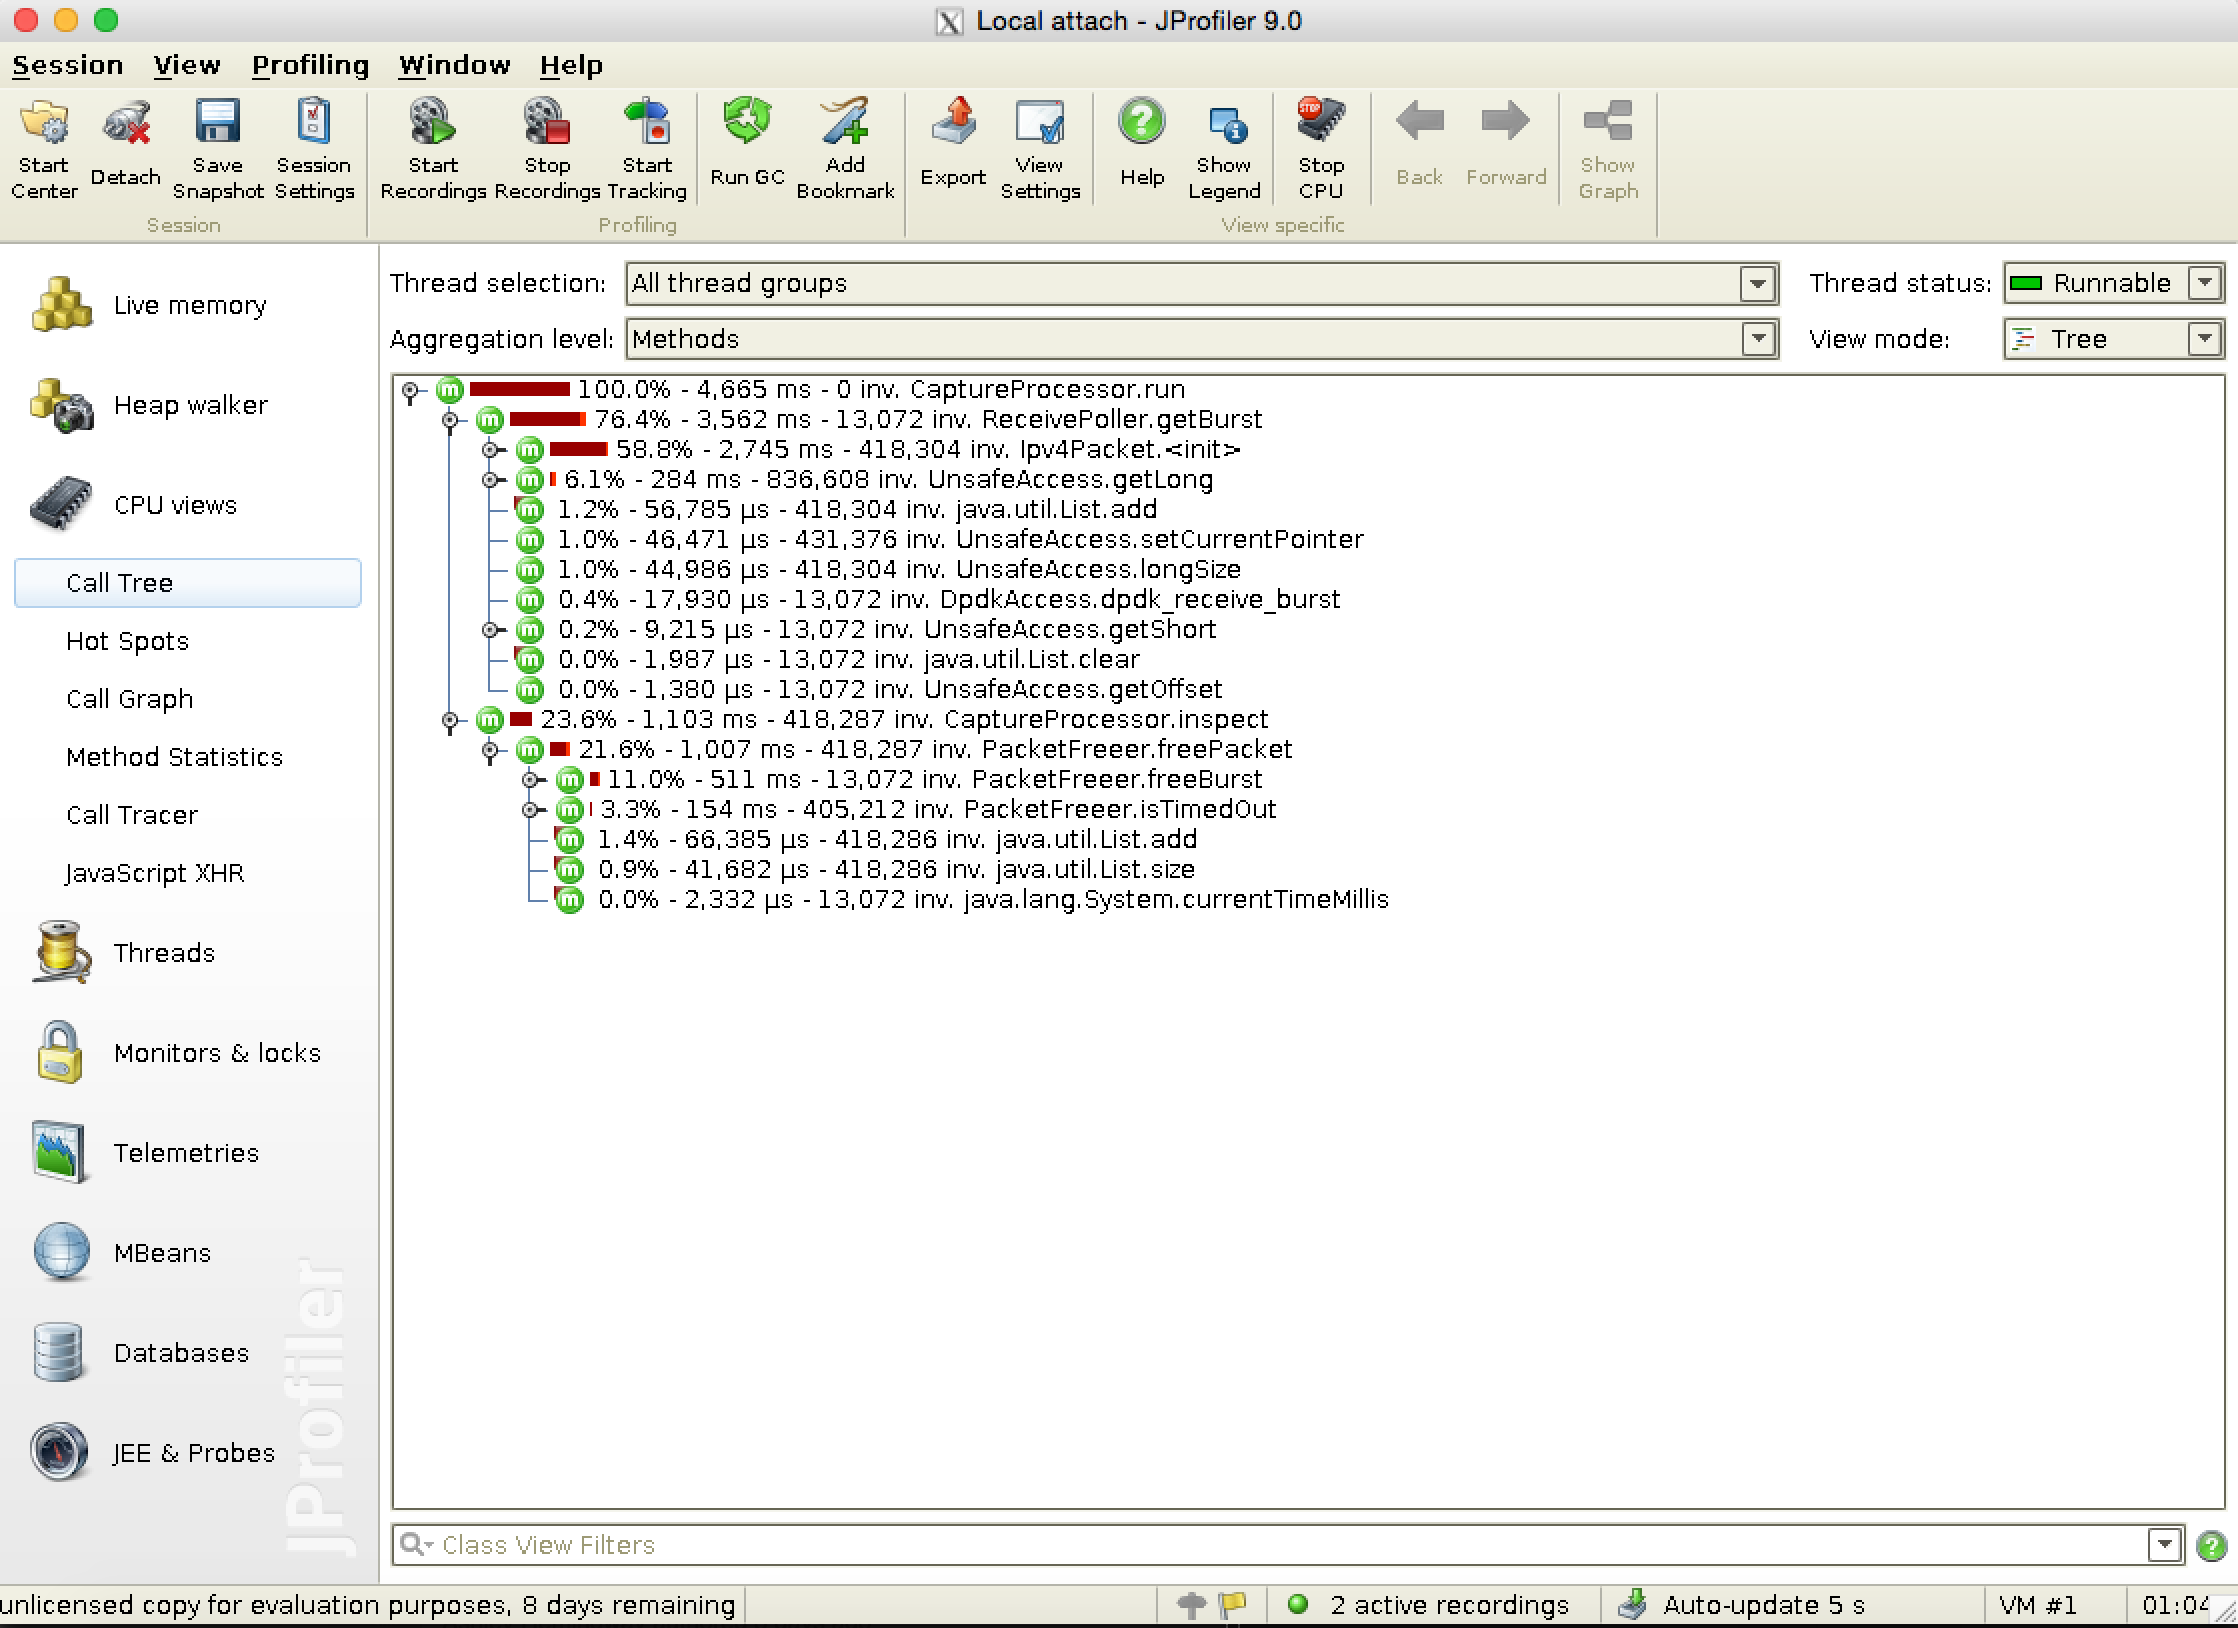 Local attach - JProfiler 9.0
Session View Profiling Window Help
Start Center
Detach
Save Snapshot
Session Settings
Start Recordings
Stop Recordings
Start Tracking
Run GC
Add Bookmark
Export
View Settings
Help
Show Legend
Stop CPU
Back
Forward
Show Graph
Session
Profiling
View specific
Live memory
Heap walker
CPU views
Call Tree
Hot Spots
Call Graph
Method Statistics
Call Tracer
JavaScript XHR
Threads
Monitors & locks
Telemetries
MBeans
Databases
JEE & Probes
JProfiler
Thread selection: All thread groups
Thread status: Runnable
Aggregation level: Methods
View mode: Tree
100.0% - 4,665 ms - 0 inv. CaptureProcessor.run
76.4% - 3,562 ms - 13,072 inv. ReceivePoller.getBurst
58.8% - 2,745 ms - 418,304 inv. Ipv4Packet.<init>
6.1% - 284 ms - 836,608 inv. UnsafeAccess.getLong
1.2% - 56,785 µs - 418,304 inv. java.util.List.add
1.0% - 46,471 µs - 431,376 inv. UnsafeAccess.setCurrentPointer
1.0% - 44,986 µs - 418,304 inv. UnsafeAccess.longSize
0.4% - 17,930 µs - 13,072 inv. DpdkAccess.dpdk_receive_burst
0.2% - 9,215 µs - 13,072 inv. UnsafeAccess.getShort
0.0% - 1,987 µs - 13,072 inv. java.util.List.clear
0.0% - 1,380 µs - 13,072 inv. UnsafeAccess.getOffset
23.6% - 1,103 ms - 418,287 inv. CaptureProcessor.inspect
21.6% - 1,007 ms - 418,287 inv. PacketFreeer.freePacket
11.0% - 511 ms - 13,072 inv. PacketFreeer.freeBurst
3.3% - 154 ms - 405,212 inv. PacketFreeer.isTimedOut
1.4% - 66,385 µs - 418,286 inv. java.util.List.add
0.9% - 41,682 µs - 418,286 inv. java.util.List.size
0.0% - 2,332 µs - 13,072 inv. java.lang.System.currentTimeMillis
Class View Filters
unlicensed copy for evaluation purposes, 8 days remaining
2 active recordings
Auto-update 5 s
VM #1
01:04